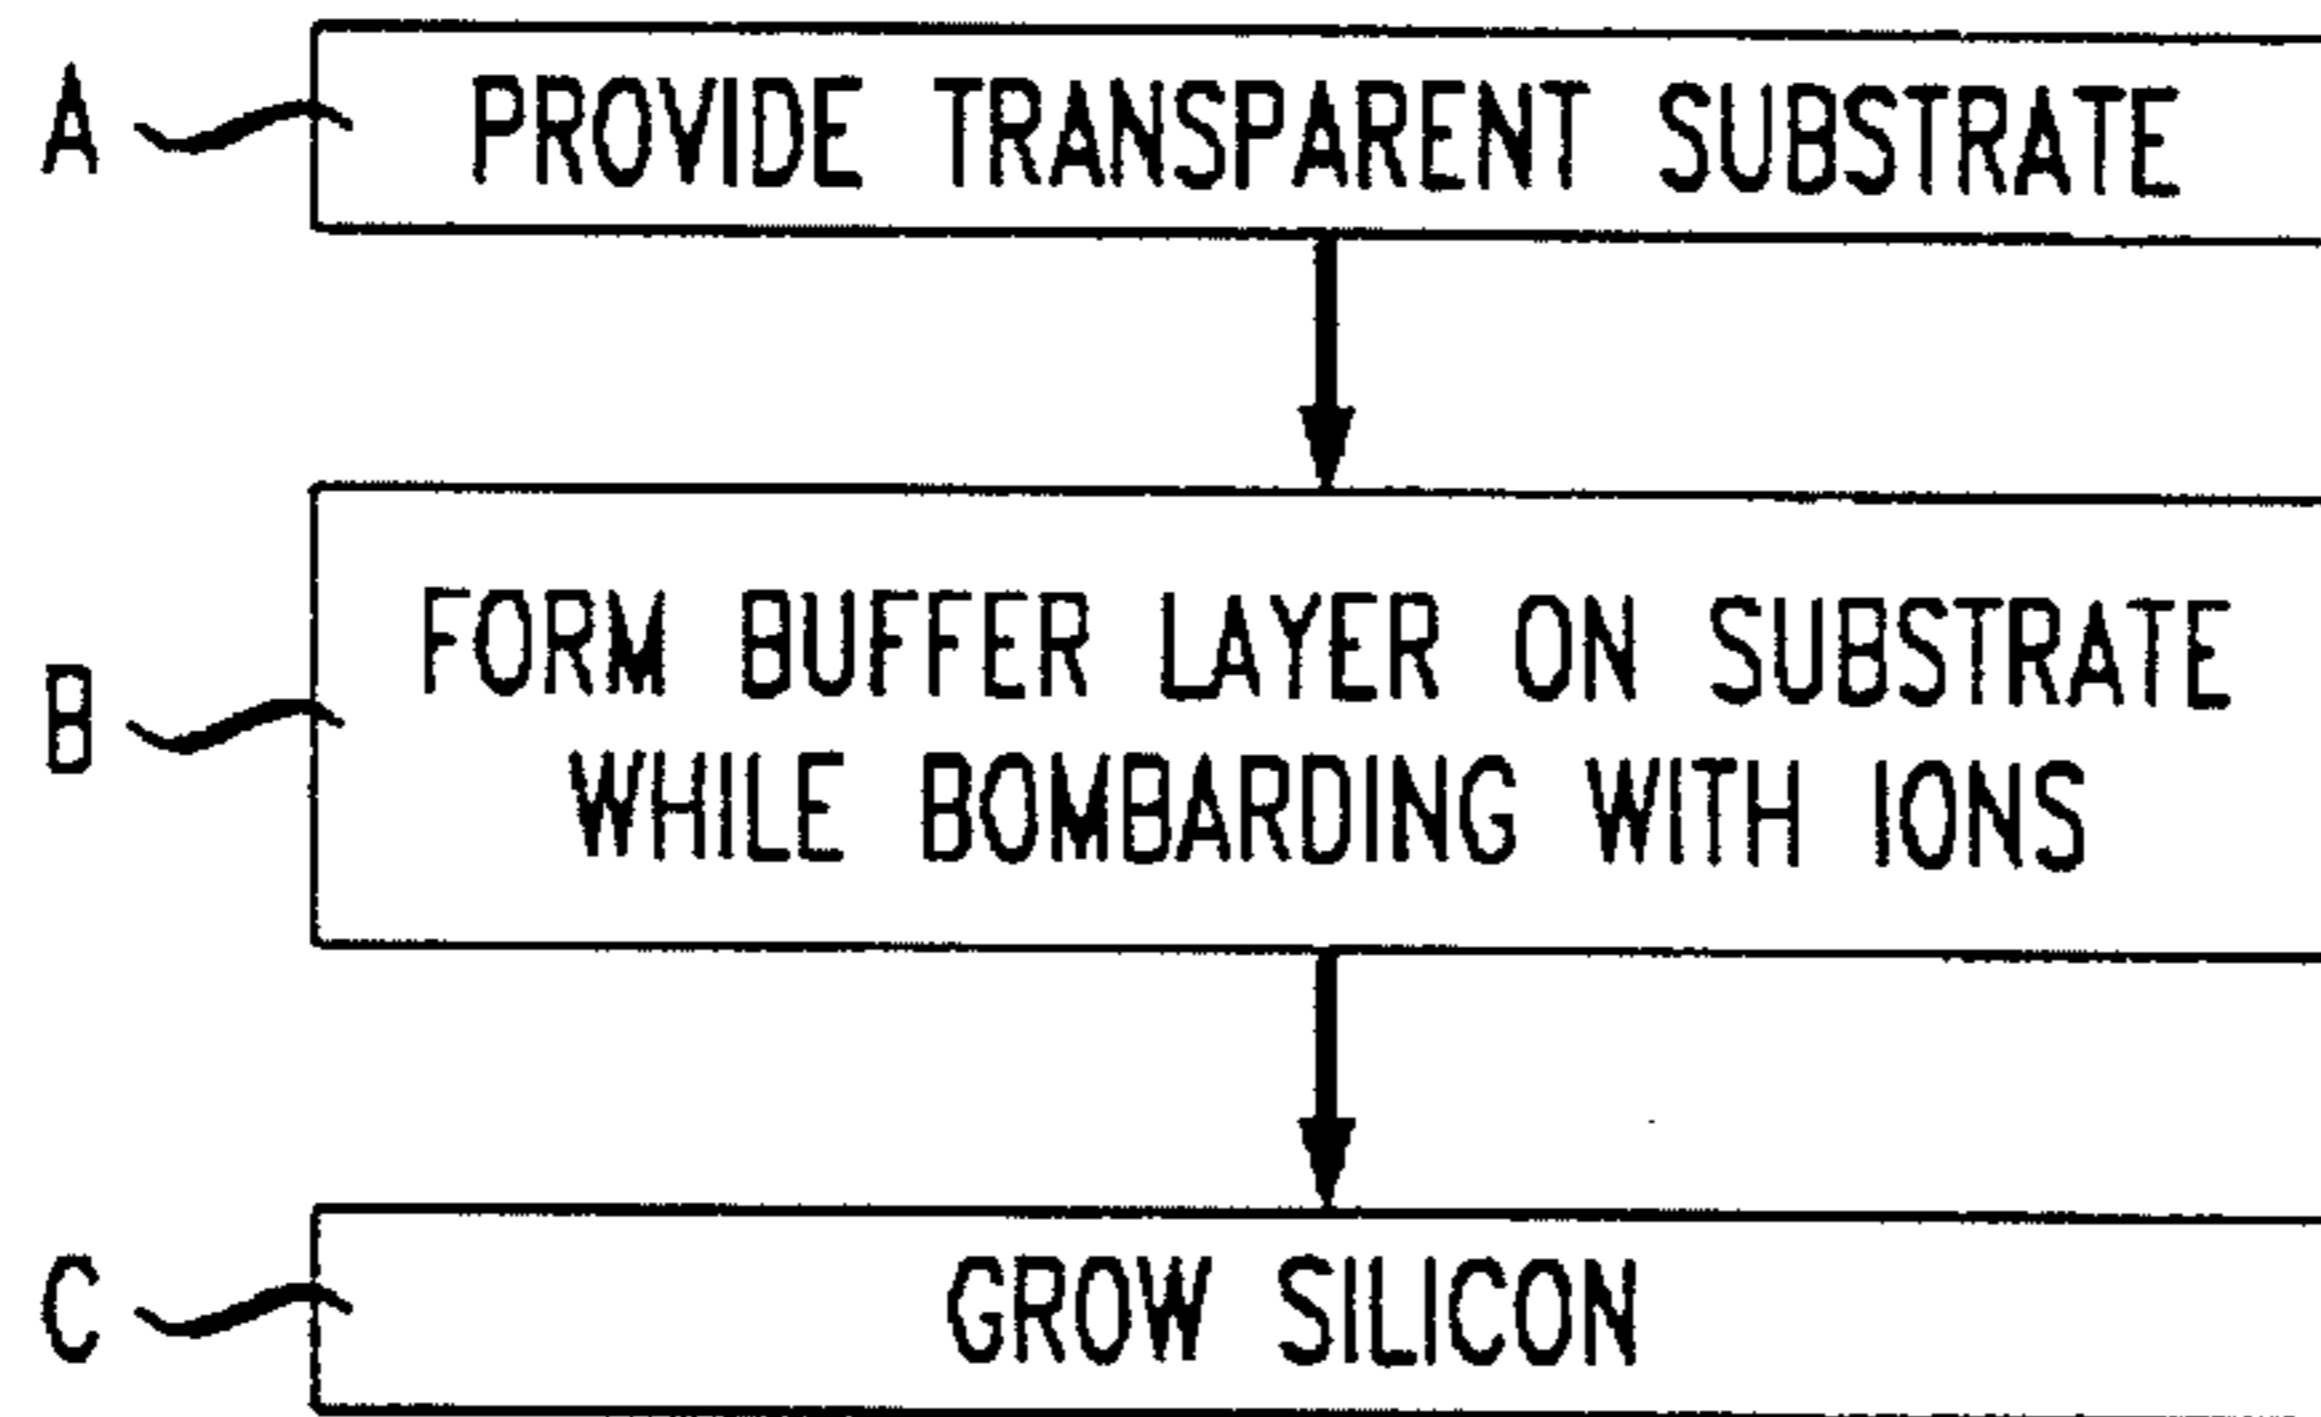 A
PROVIDE TRANSPARENT SUBSTRATE
B
FORM BUFFER LAYER ON SUBSTRATE
WHILE BOMBARDING WITH IONS
C
GROW SILICON